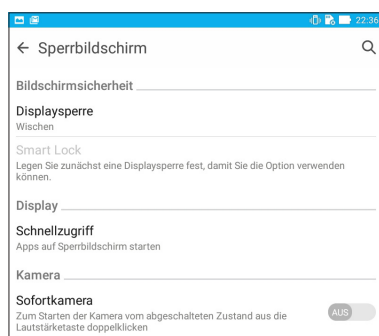 22:36
Sperrbildschirm
Bildschirmsicherheit
Displaysperre
Wischen
Smart Lock
Legen Sie zunächst eine Displaysperre fest, damit Sie die Option verwenden
können.
Display
Schnellzugriff
Apps auf Sperrbildschirm starten
Kamera
Sofortkamera
Zum Starten der Kamera vom abgeschalteten Zustand aus die
Lautstärketaste doppelklicken
AUS